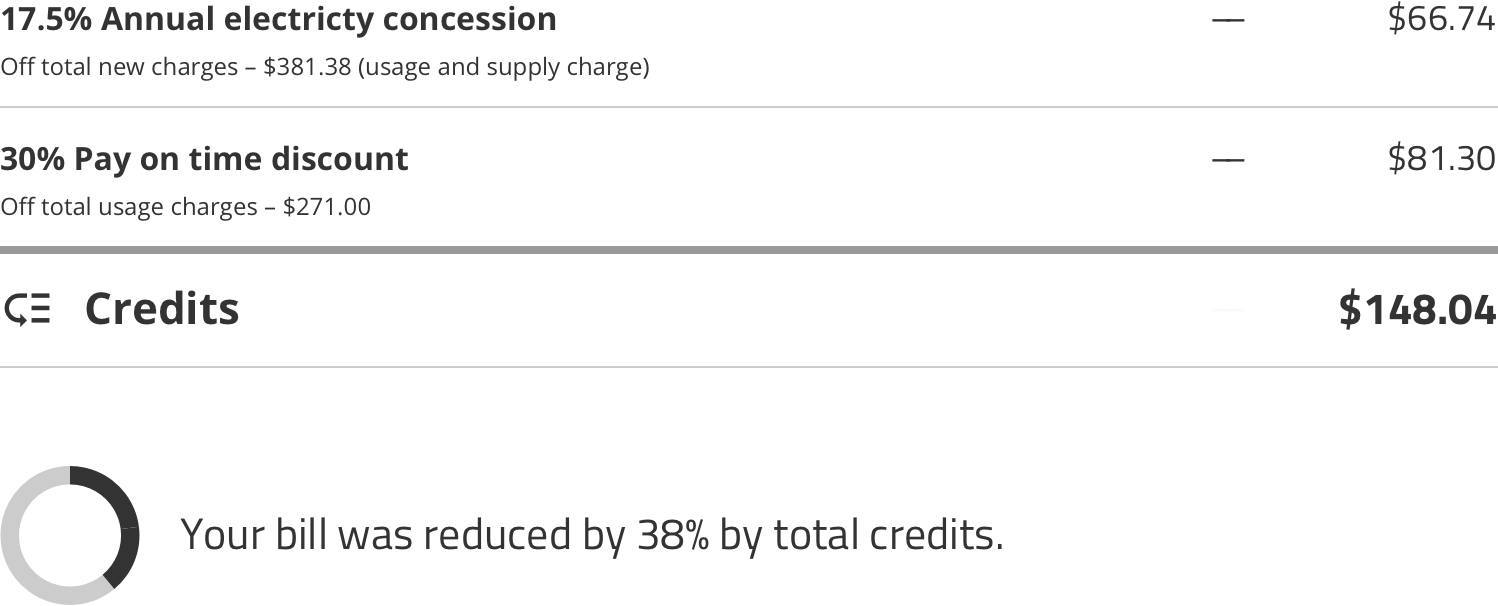 17.5% Annual electricty concession — $66.74
Off total new charges – $381.38 (usage and supply charge)
30% Pay on time discount — $81.30
Off total usage charges – $271.00
Credits — $148.04
Your bill was reduced by 38% by total credits.